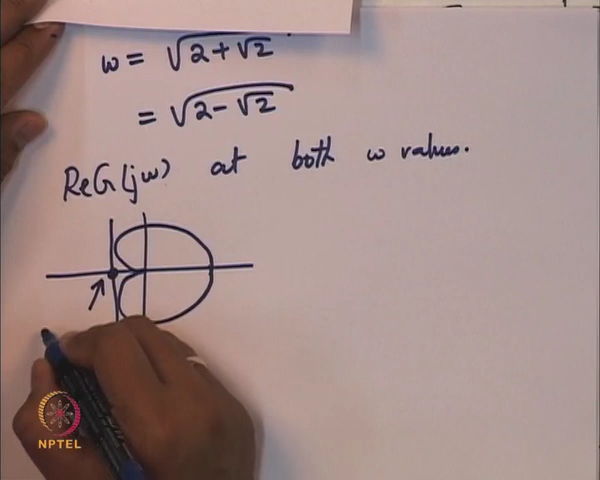 ω = √2+√2
= √2−√2
ReG(jω) at both ω values.
NPTEL